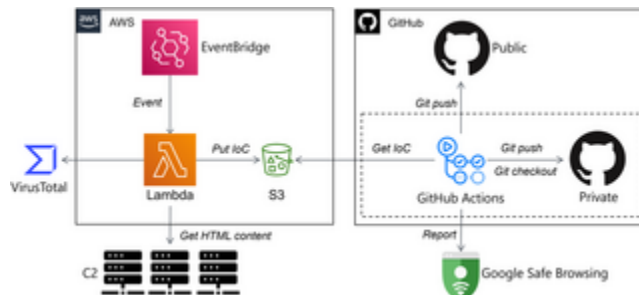 aws
AWS
EventBridge
Event
VirusTotal
Lambda
Put IoC
S3
Get HTML content
C2
GitHub
Public
Git push
Get IoC
GitHub Actions
Git push
Git checkout
Private
Report
Google Safe Browsing